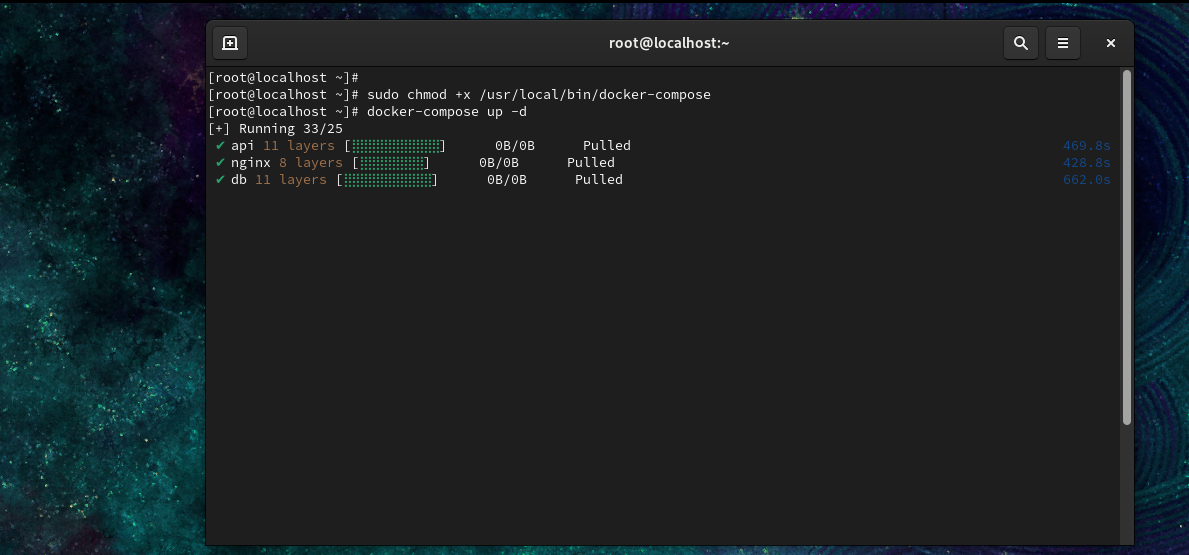 root@localhost:~
[root@localhost ~]#
[root@localhost ~]# sudo chmod +x /usr/local/bin/docker-compose
[root@localhost ~]# docker-compose up -d
[+] Running 33/25
✔ api 11 layers [⣿⣿⣿⣿⣿⣿⣿⣿⣿⣿⣿] 0B/0B Pulled 469.8s
✔ nginx 8 layers [⣿⣿⣿⣿⣿⣿⣿⣿] 0B/0B Pulled 428.8s
✔ db 11 layers [⣿⣿⣿⣿⣿⣿⣿⣿⣿⣿⣿] 0B/0B Pulled 662.0s